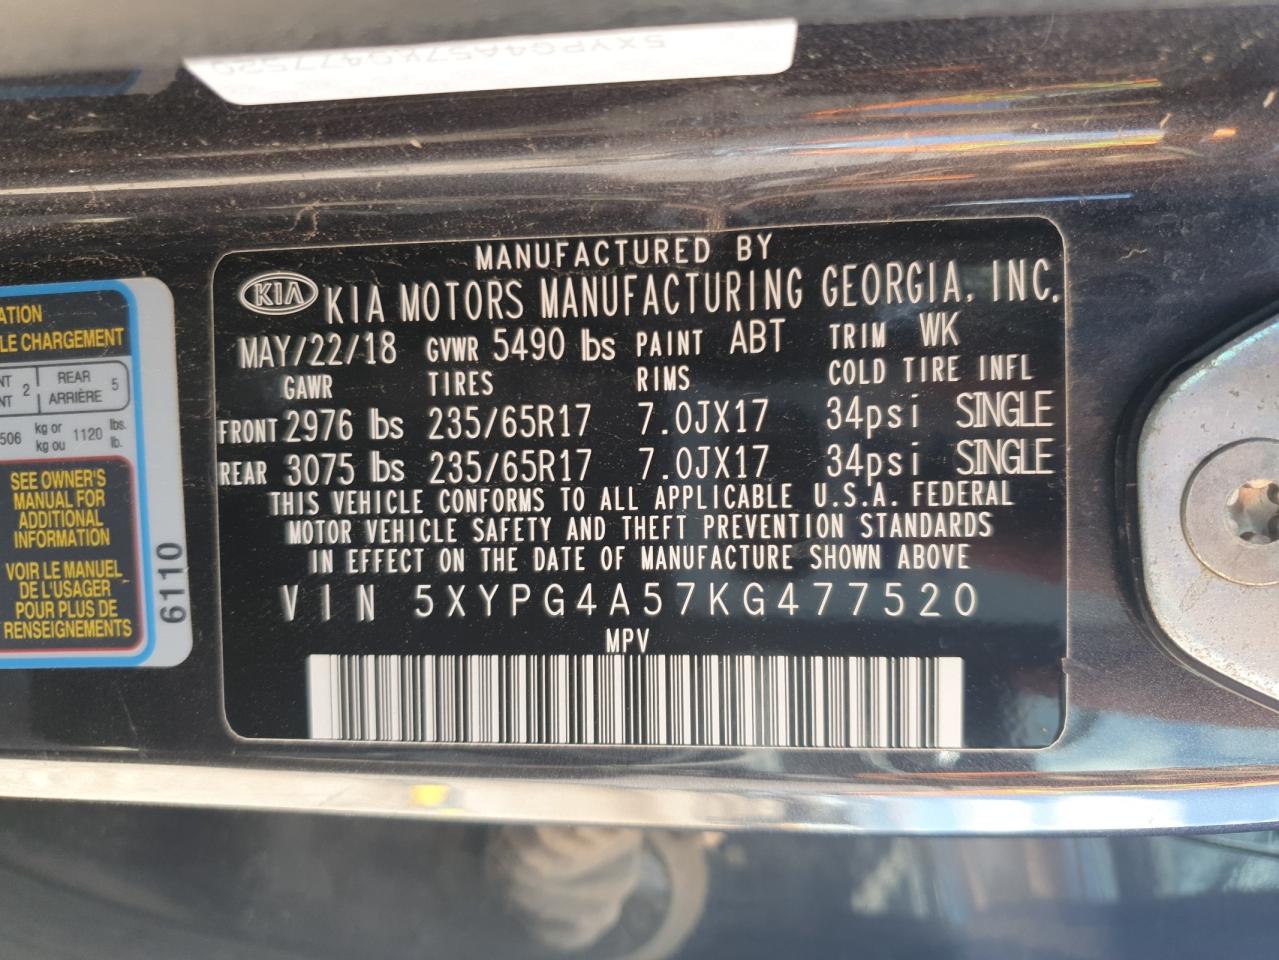 5XYPG4A57KG477520
MANUFACTURED BY
KIA
KIA MOTORS MANUFACTURING GEORGIA, INC.
MAY/22/18 GVWR 5490 lbs PAINT ABT TRIM WK
GAWR TIRES RIMS COLD TIRE INFL
FRONT 2976 lbs 235/65R17 7.0JX17 34psi SINGLE
REAR 3075 lbs 235/65R17 7.0JX17 34psi SINGLE
THIS VEHICLE CONFORMS TO ALL APPLICABLE U.S.A. FEDERAL
MOTOR VEHICLE SAFETY AND THEFT PREVENTION STANDARDS
IN EFFECT ON THE DATE OF MANUFACTURE SHOWN ABOVE
VIN 5XYPG4A57KG477520
MPV
ATION
LE CHARGEMENT
NT 2 REAR 5
NT ARRIÈRE
506 kg or 1120 lbs.
kg ou lb.
SEE OWNER'S
MANUAL FOR
ADDITIONAL
INFORMATION
VOIR LE MANUEL
DE L'USAGER
POUR PLUS DE
RENSEIGNEMENTS
6110